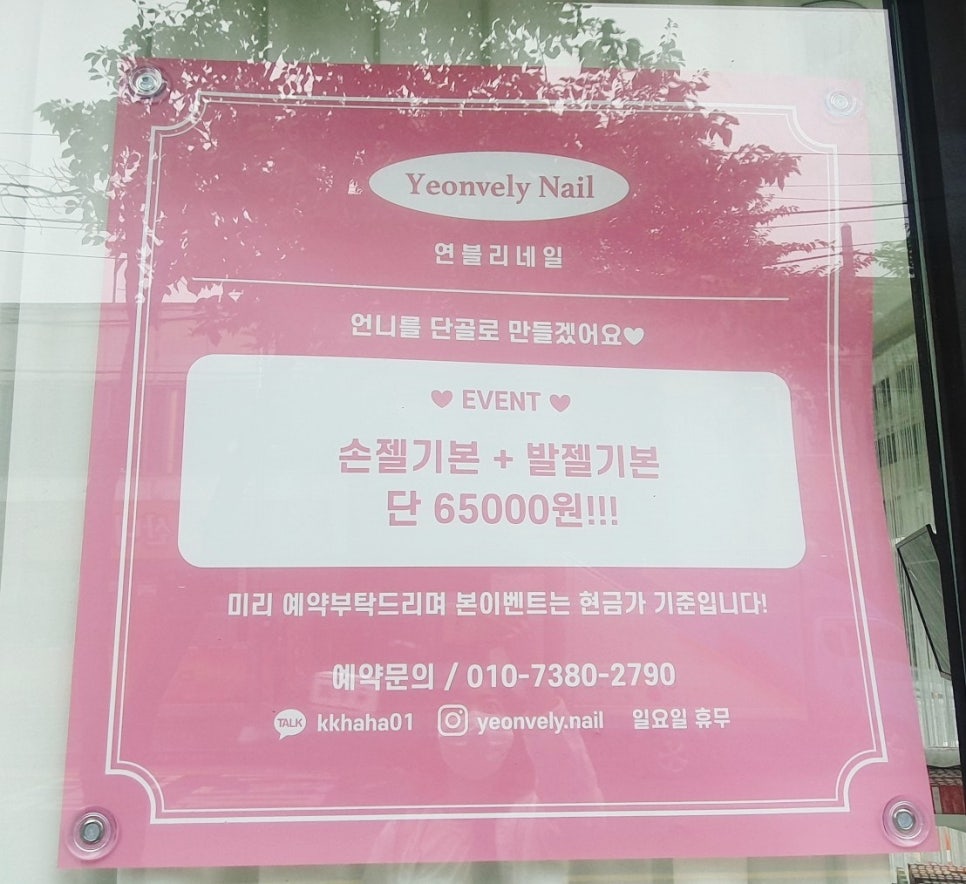 Yeonvely Nail
연블리네일
언니를 단골로 만들겠어요♥
♥ EVENT ♥
손젤기본 + 발젤기본
단 65000원!!!
미리 예약부탁드리며 본이벤트는 현금가 기준입니다!
예약문의 / 010-7380-2790
TALK kkhaha01 yeonvely.nail 일요일 휴무